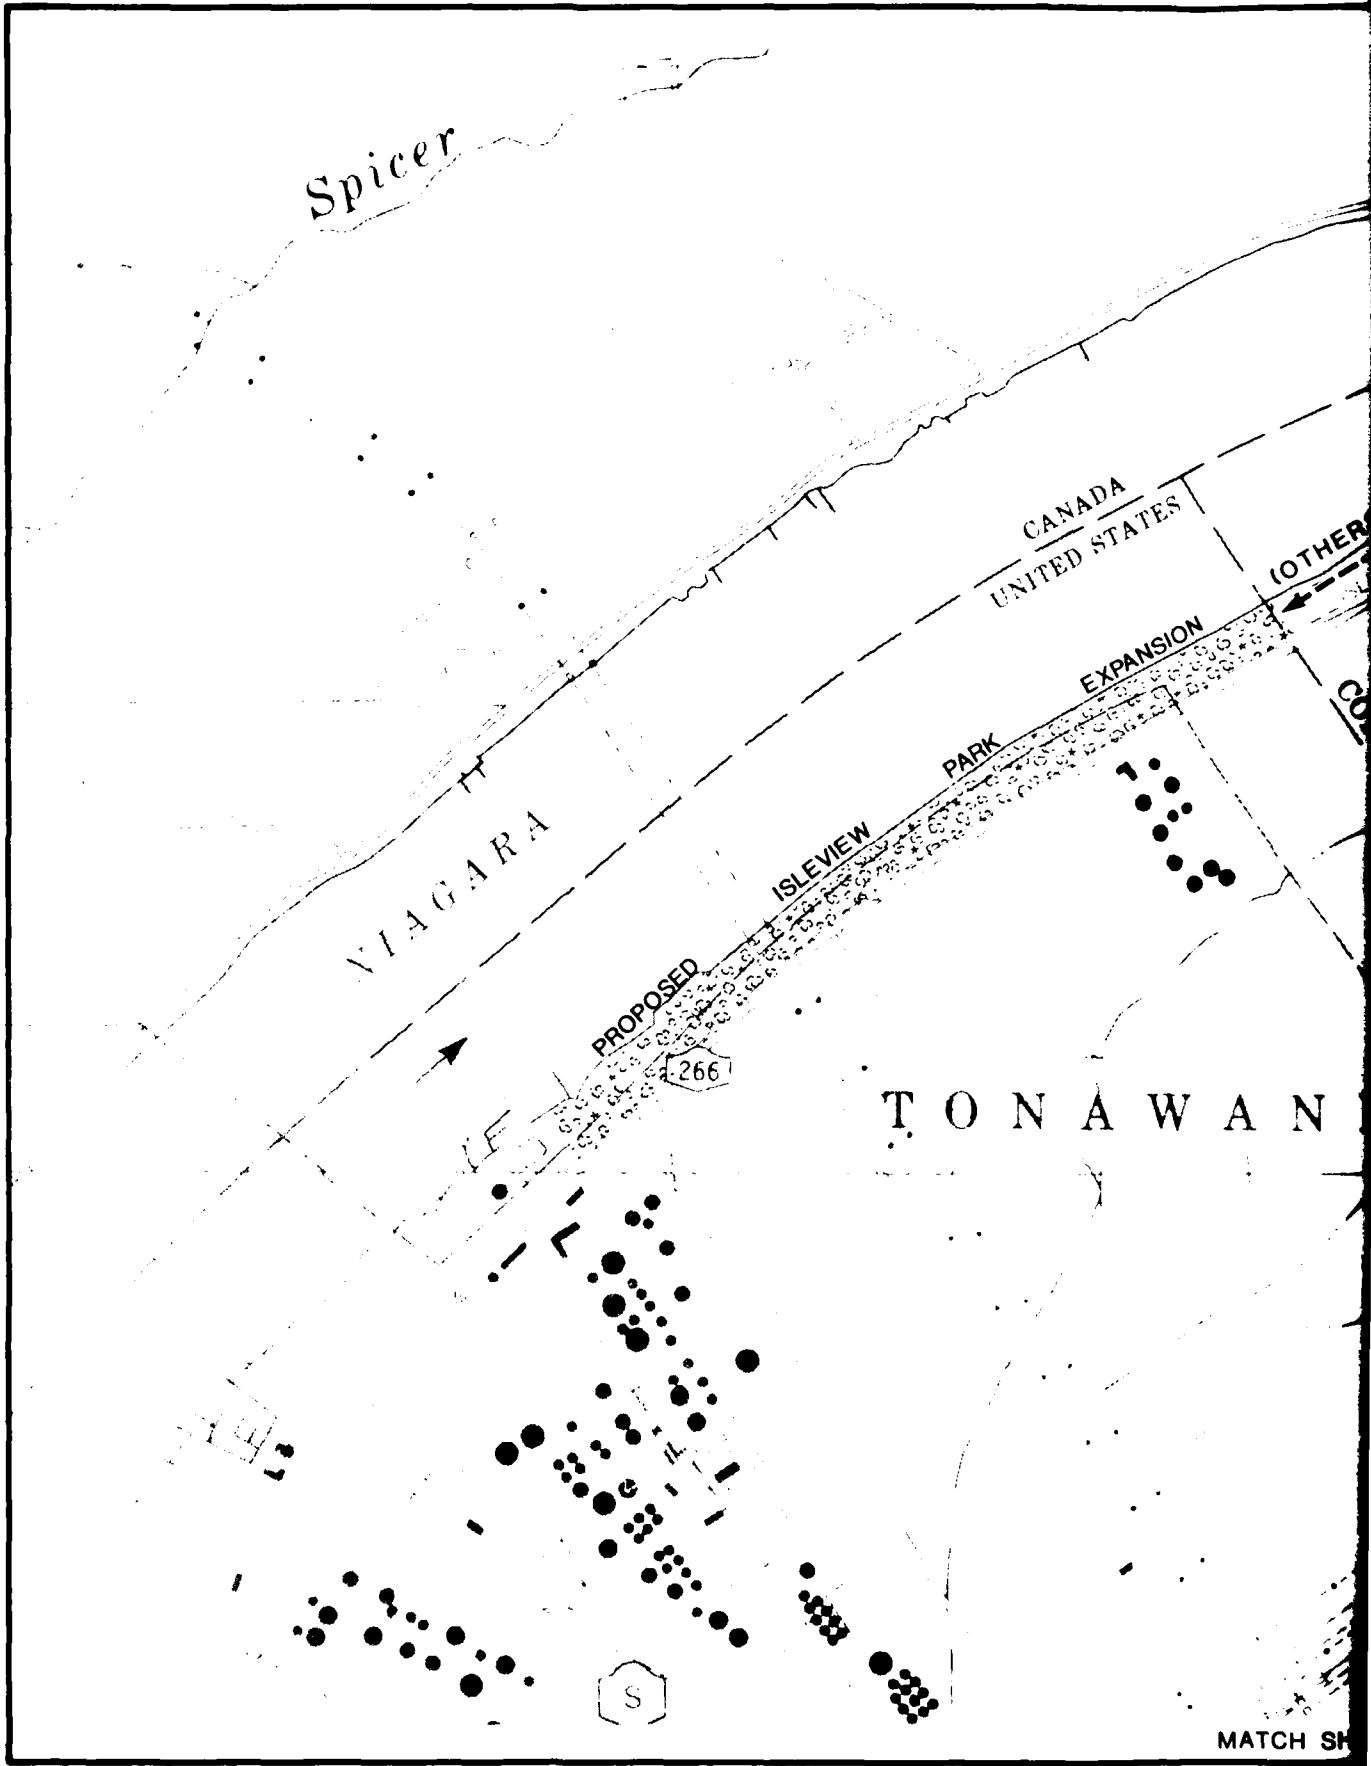 Spicer
CANADA
UNITED STATES
(OTHER
EXPANSION
PARK
ISLEVIEW
NIAGARA
PROPOSED
266
TONAWAN
S
MATCH SH